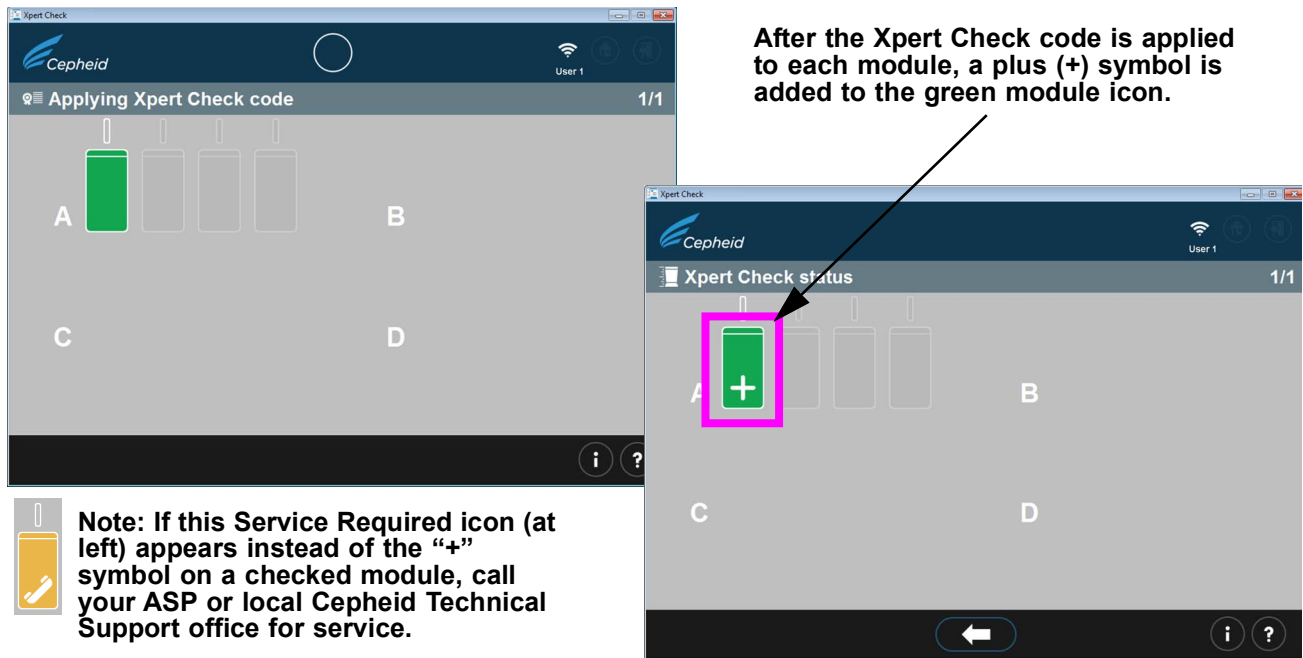 Xpert Check
Cepheid
User 1
Applying Xpert Check code 1/1
A B
C D
i ?
After the Xpert Check code is applied
to each module, a plus (+) symbol is
added to the green module icon.
Xpert Check
Cepheid
User 1
Xpert Check status 1/1
A + B
C D
i ?
Note: If this Service Required icon (at
left) appears instead of the “+”
symbol on a checked module, call
your ASP or local Cepheid Technical
Support office for service.